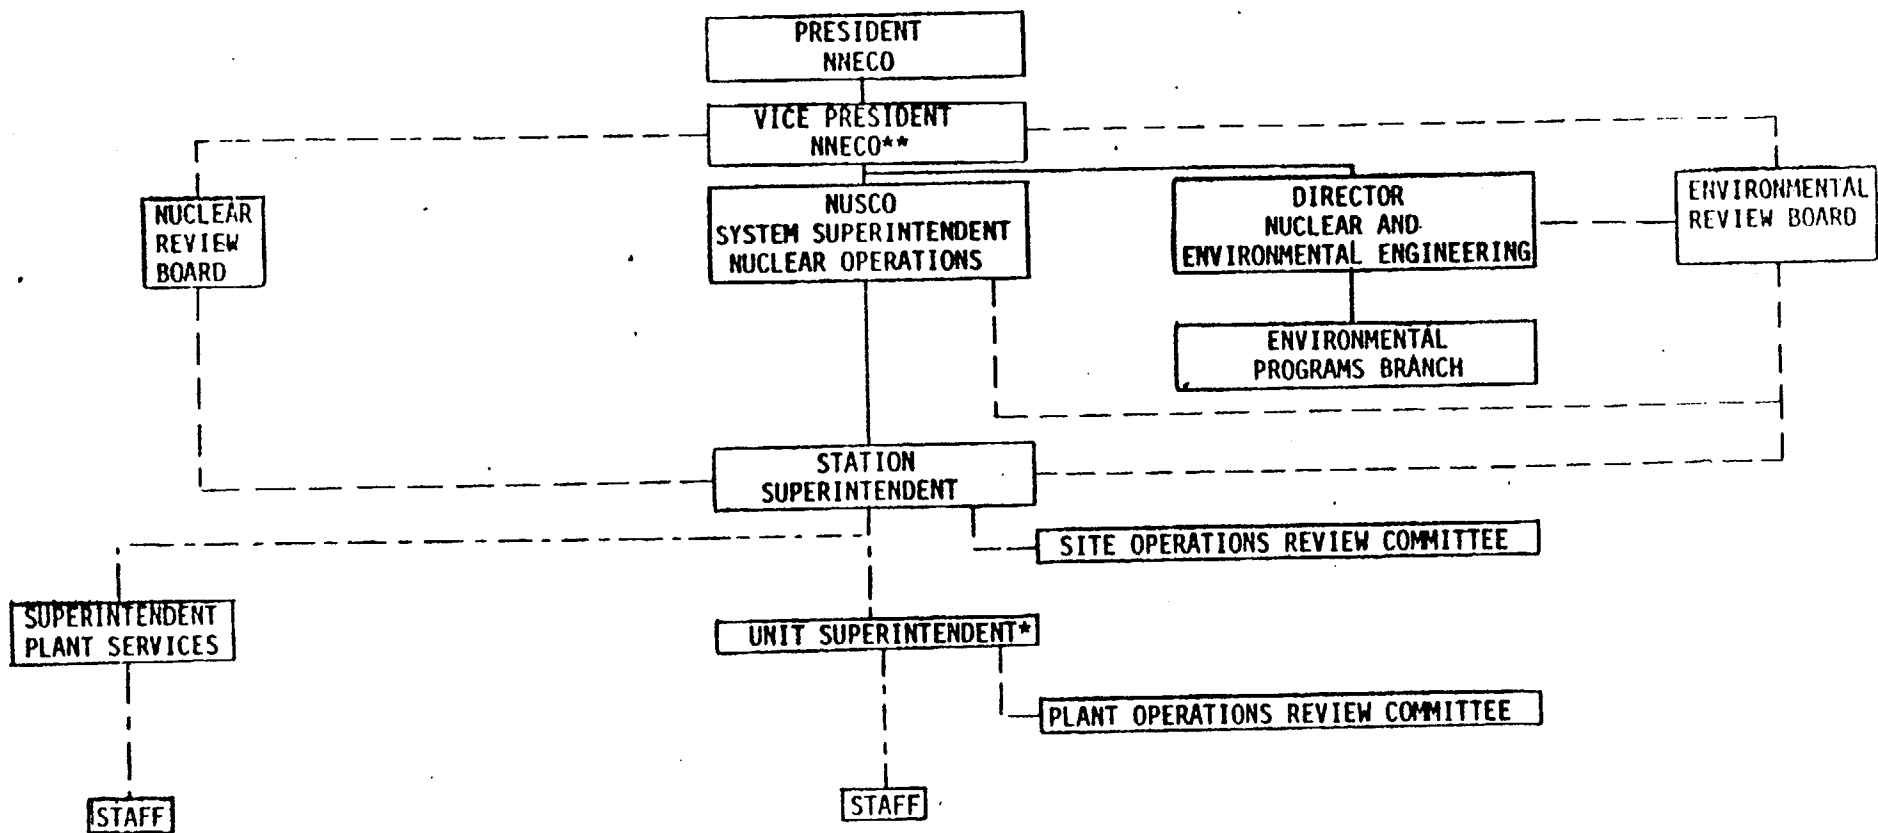 PRESIDENT
NNECO
VICE PRESIDENT
NNECO**
NUCLEAR
REVIEW
BOARD
NUSCO
SYSTEM SUPERINTENDENT
NUCLEAR OPERATIONS
DIRECTOR
NUCLEAR AND
ENVIRONMENTAL ENGINEERING
ENVIRONMENTAL
REVIEW BOARD
ENVIRONMENTAL
PROGRAMS BRANCH
STATION
SUPERINTENDENT
SITE OPERATIONS REVIEW COMMITTEE
SUPERINTENDENT
PLANT SERVICES
UNIT SUPERINTENDENT*
PLANT OPERATIONS REVIEW COMMITTEE
STAFF
STAFF